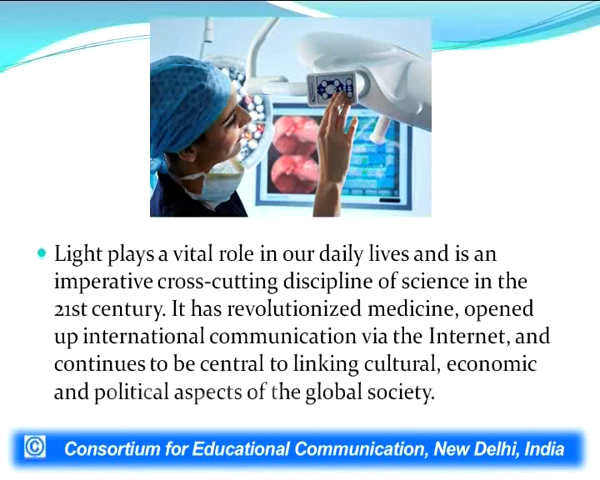 Light plays a vital role in our daily lives and is an
imperative cross-cutting discipline of science in the
21st century. It has revolutionized medicine, opened
up international communication via the Internet, and
continues to be central to linking cultural, economic
and political aspects of the global society.
© Consortium for Educational Communication, New Delhi, India